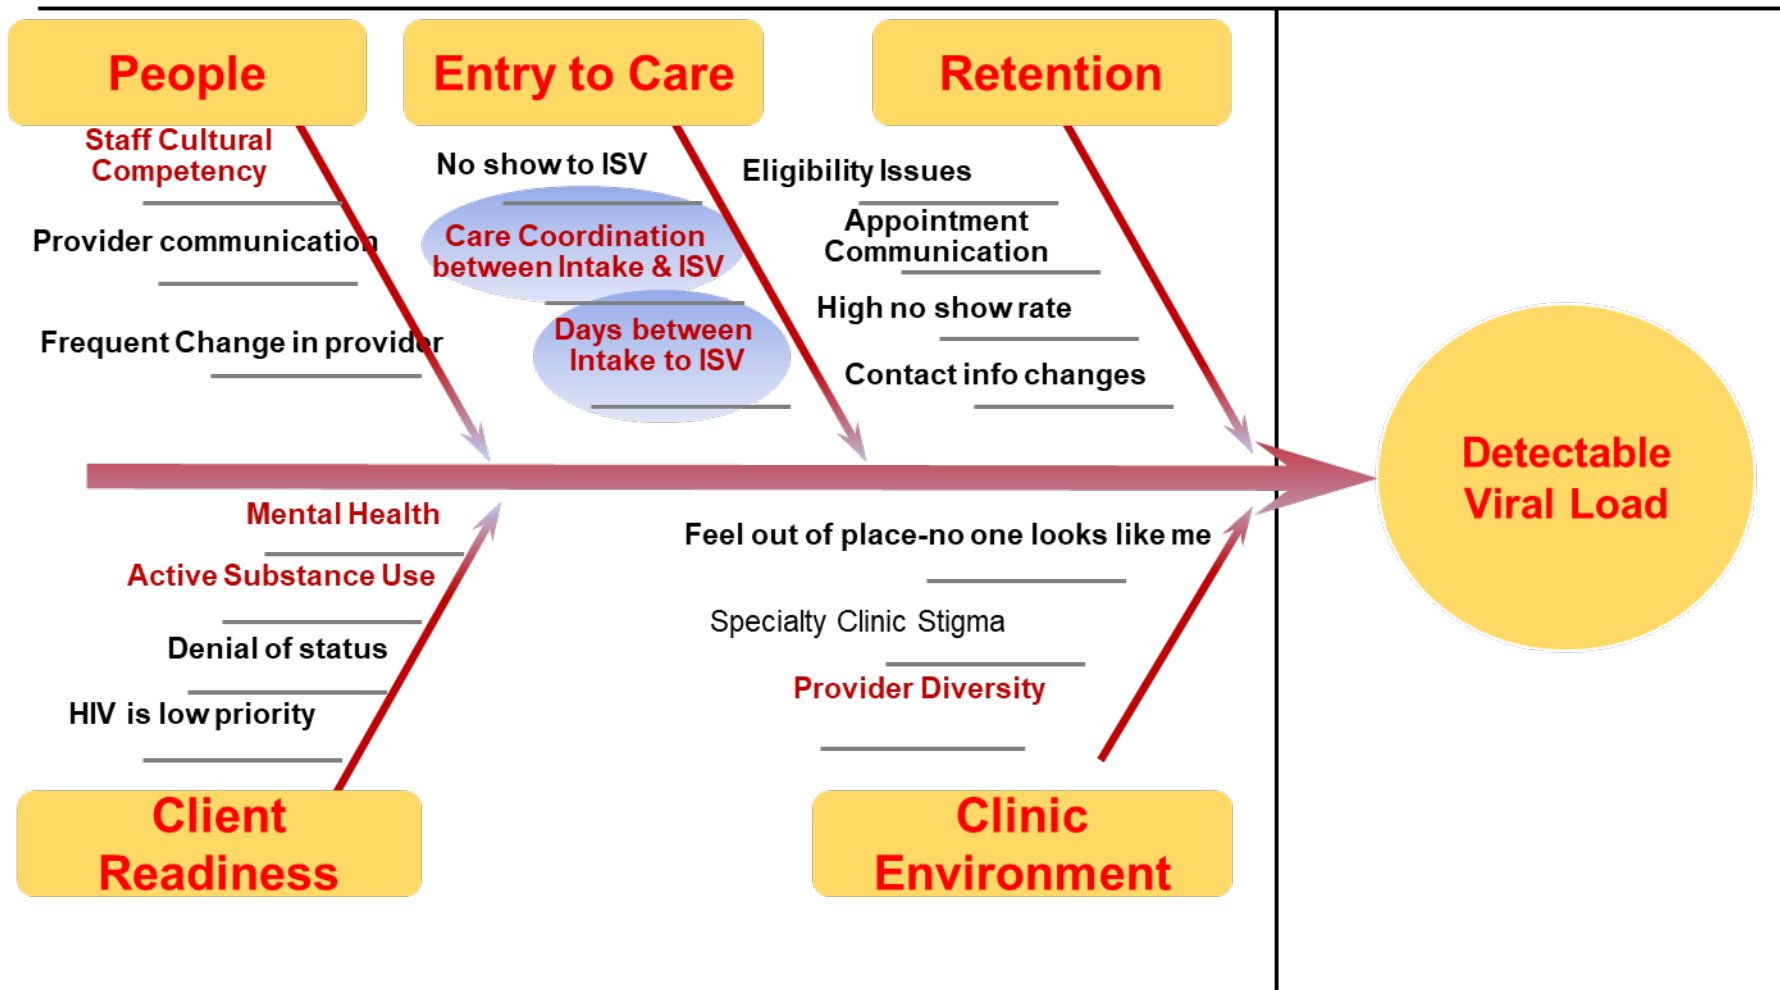 People
Entry to Care
Retention
Staff Cultural
Competency
Provider communication
Frequent Change in provider
No show to ISV
Care Coordination
between Intake & ISV
Days between
Intake to ISV
Eligibility Issues
Appointment
Communication
High no show rate
Contact info changes
Detectable
Viral Load
Mental Health
Active Substance Use
Denial of status
HIV is low priority
Feel out of place-no one looks like me
Specialty Clinic Stigma
Provider Diversity
Client
Readiness
Clinic
Environment